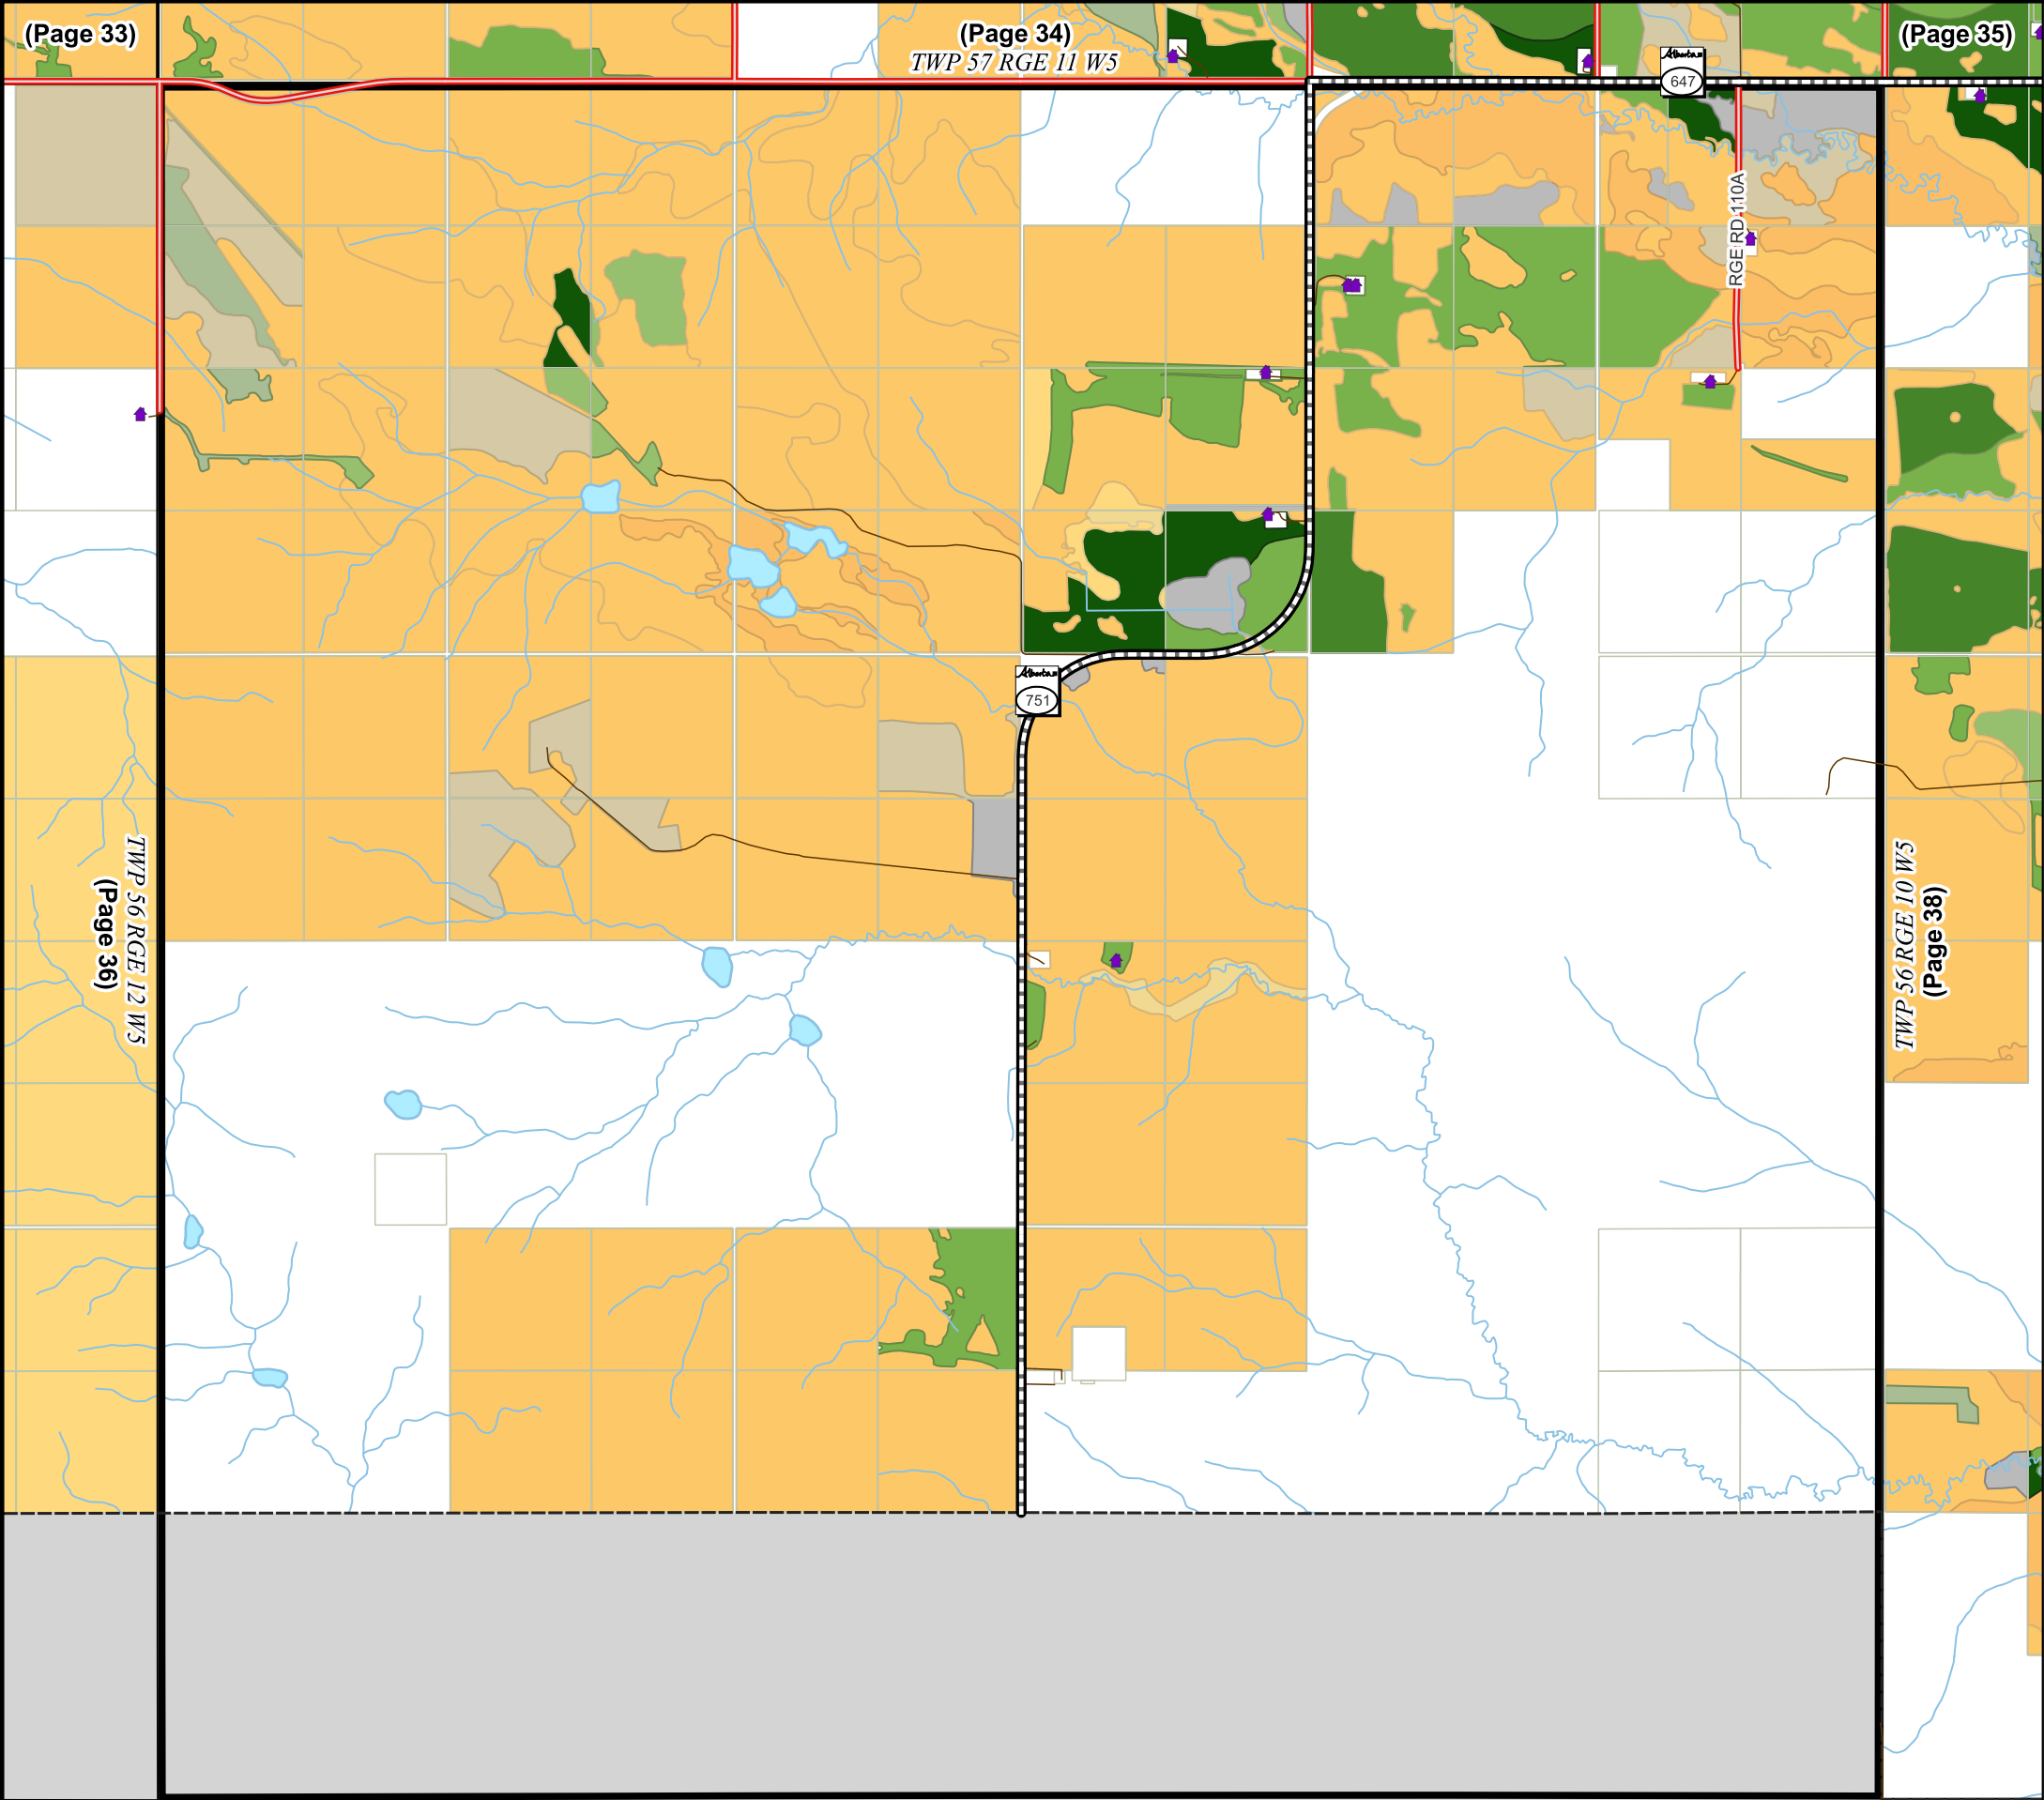 (Page 33)
(Page 34)
TWP 57 RGE 11 W5
(Page 35)
Alberta
647
RGE RD 110A
Alberta
751
TWP 56 RGE 12 W5
(Page 36)
TWP 56 RGE 10 W5
(Page 38)